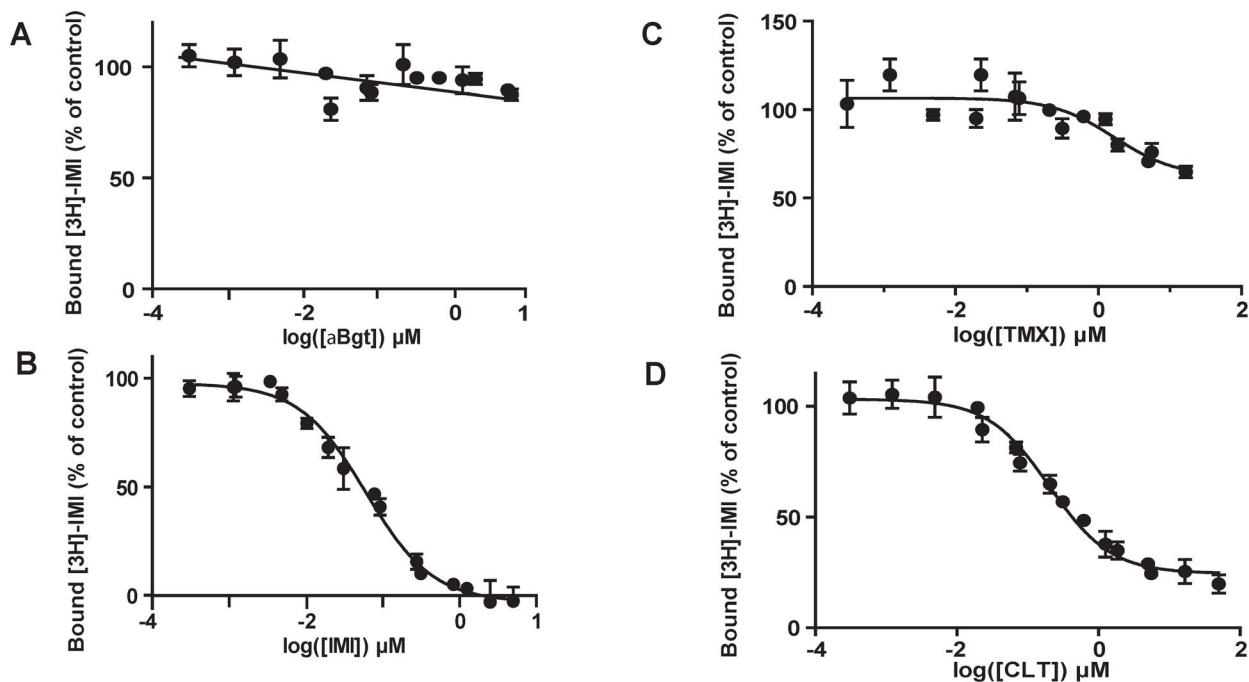 A
Bound [3H]-IMI (% of control)
100
50
0
-4
-2
0
1
log([aBgt]) µM
B
Bound [3H]-IMI (% of control)
100
50
0
-4
-2
0
1
log([IMI]) µM
C
Bound [3H]-IMI (% of control)
150
100
50
0
-4
-2
0
2
log([TMX]) µM
D
Bound [3H]-IMI (% of control)
100
50
0
-4
-2
0
2
log([CLT]) µM